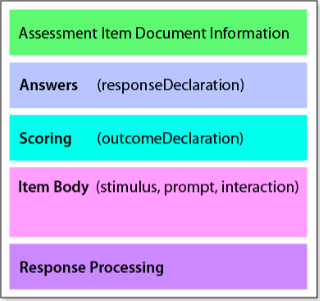 Assessment Item Document Information
Answers (responseDeclaration)
Scoring (outcomeDeclaration)
Item Body (stimulus, prompt, interaction)
Response Processing